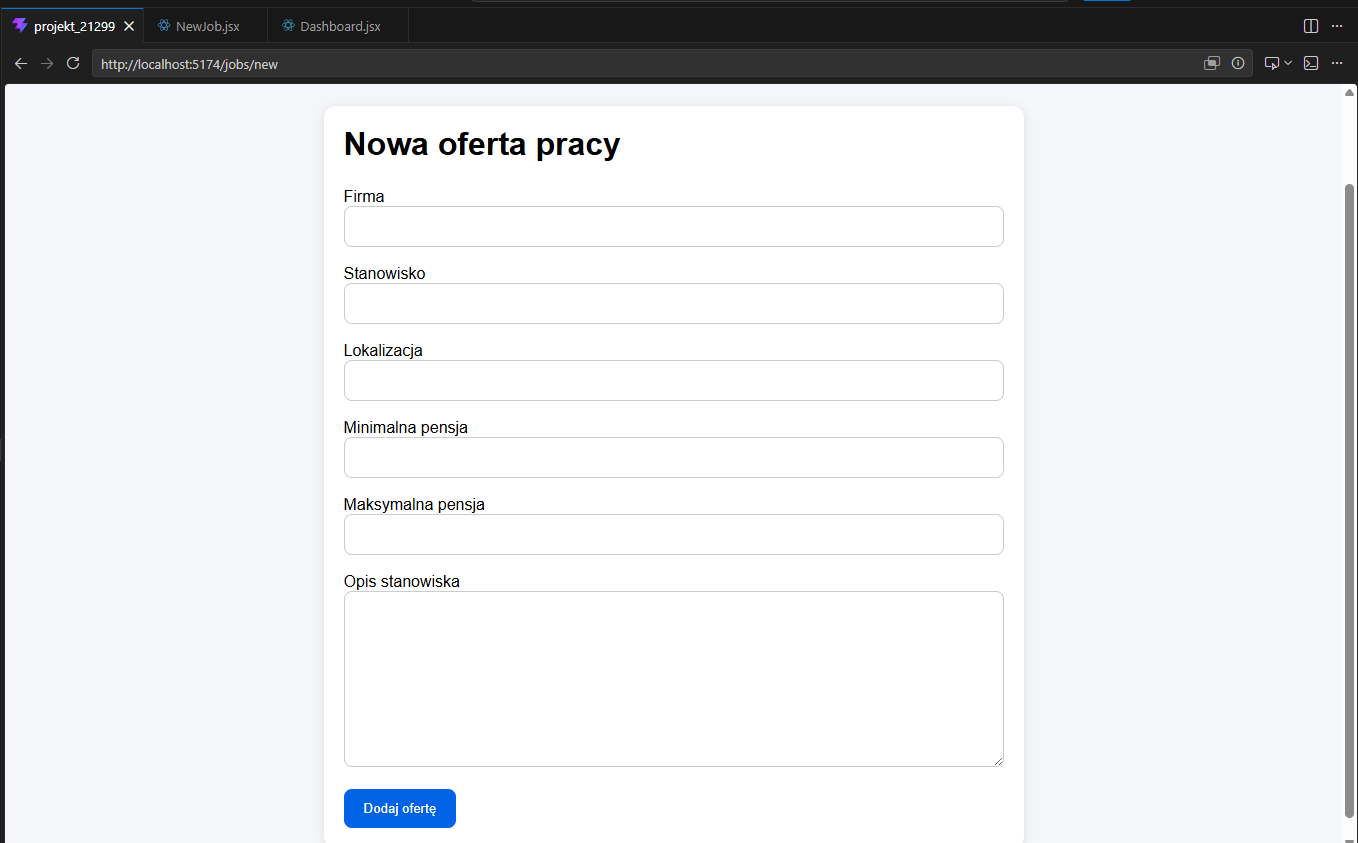 projekt_21299 NewJob.jsx Dashboard.jsx
http://localhost:5174/jobs/new
Nowa oferta pracy
Firma
Stanowisko
Lokalizacja
Minimalna pensja
Maksymalna pensja
Opis stanowiska
Dodaj ofertę